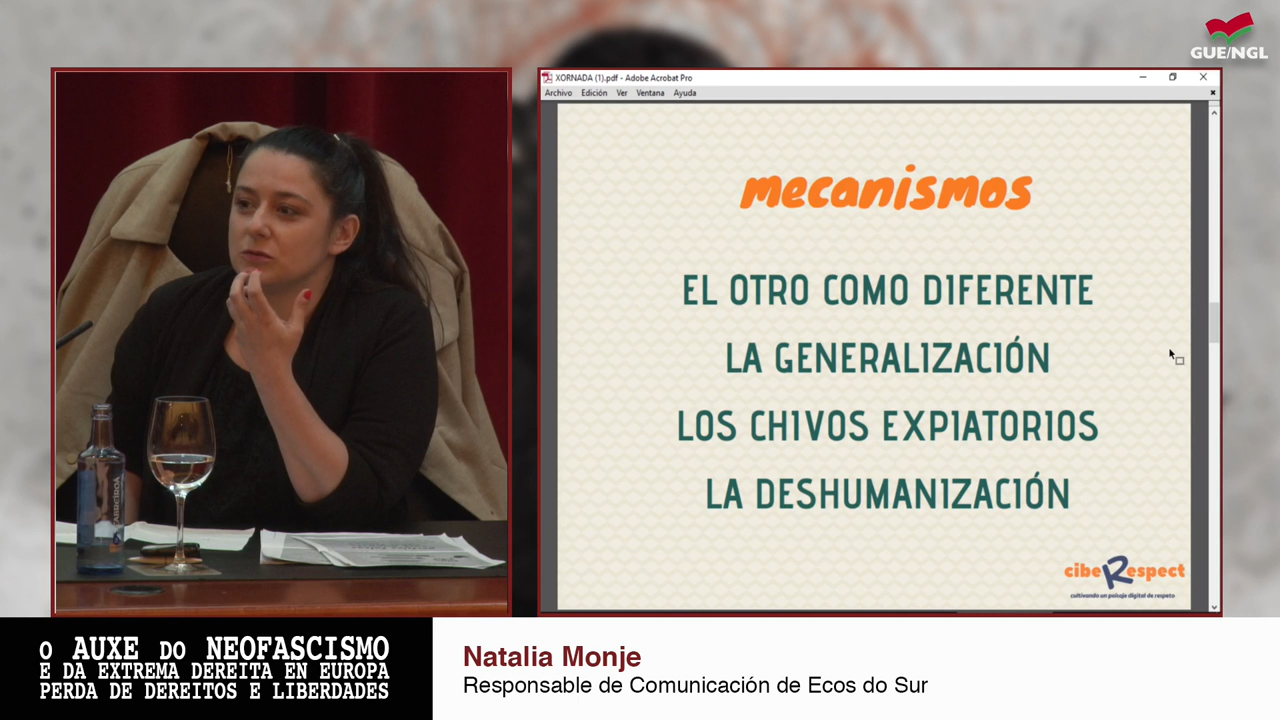 GUE/NGL
XORNADA (1).pdf - Adobe Acrobat Pro
Archivo Edición Ver Ventana Ayuda
mecanismos
EL OTRO COMO DIFERENTE
LA GENERALIZACIÓN
LOS CHIVOS EXPIATORIOS
LA DESHUMANIZACIÓN
cibeRespect
cultivando un paisaje digital de respeto
CABREIROÁ
O AUXE DO NEOFASCISMO
E DA EXTREMA DEREITA EN EUROPA
PERDA DE DEREITOS E LIBERDADES
Natalia Monje
Responsable de Comunicación de Ecos do Sur